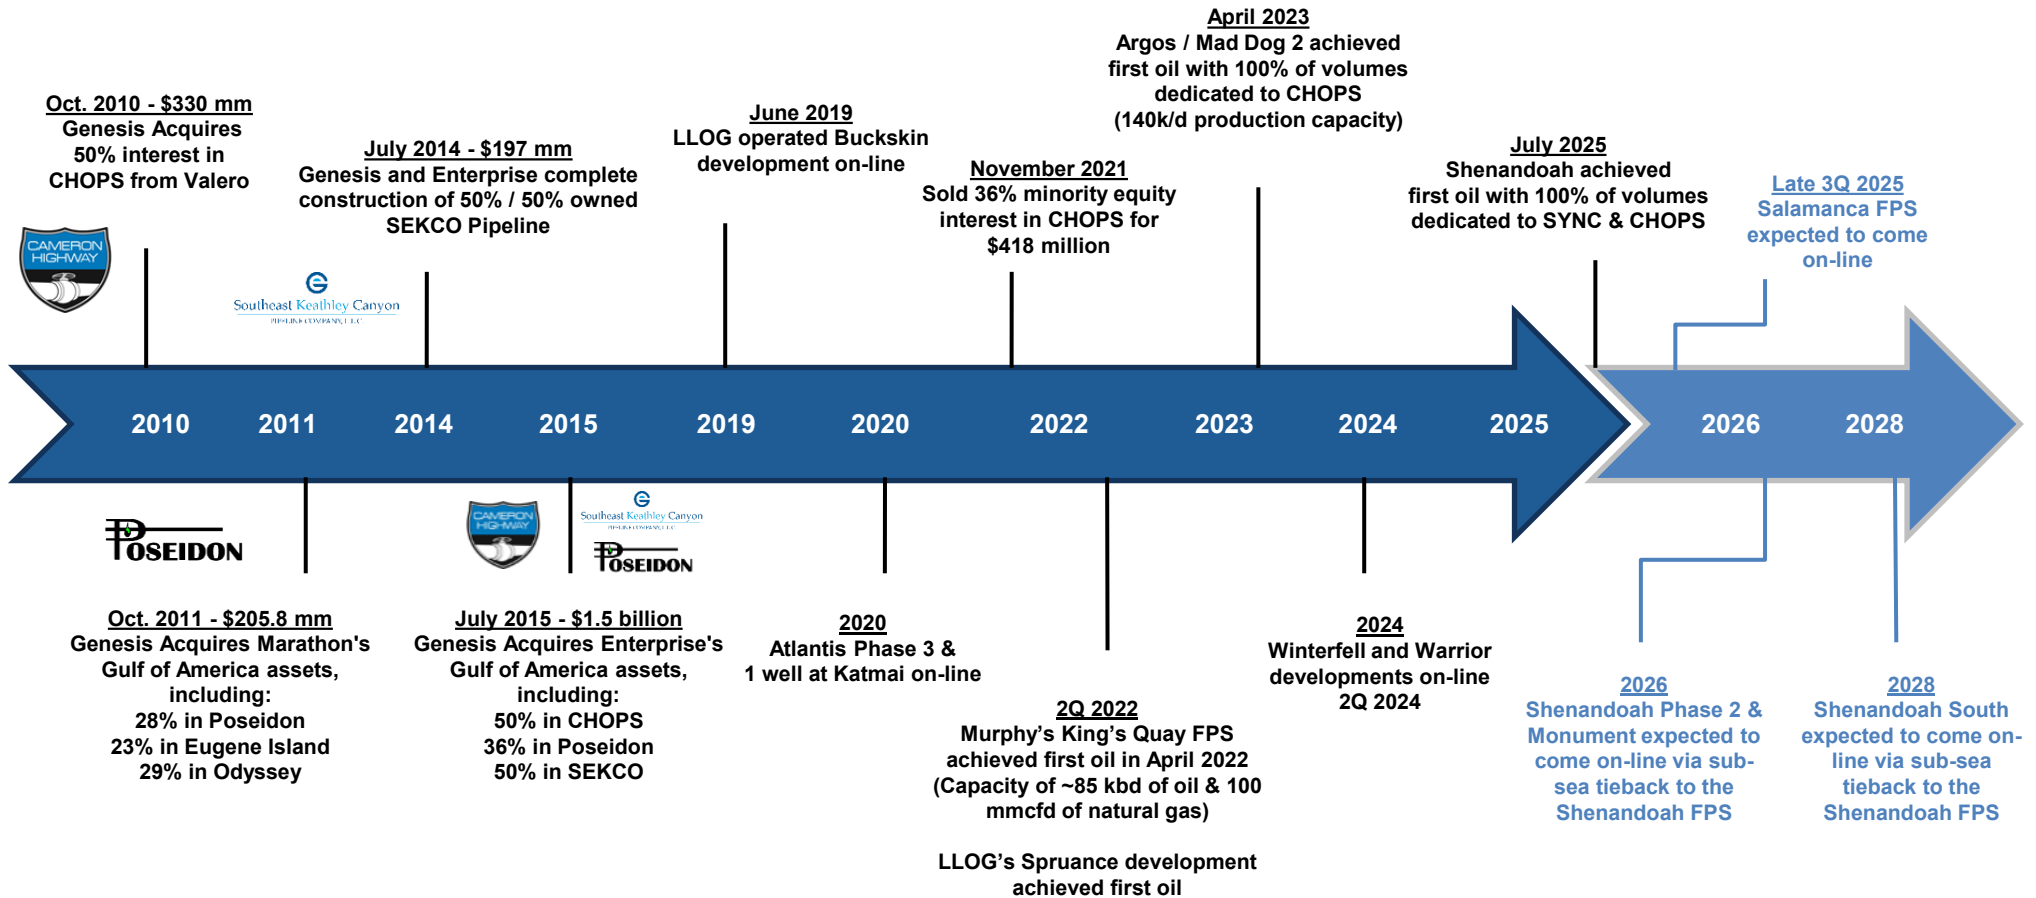 Oct. 2010 - $330 mm
Genesis Acquires
50% interest in
CHOPS from Valero
CAMERON
HIGHWAY
July 2014 - $197 mm
Genesis and Enterprise complete
construction of 50% / 50% owned
SEKCO Pipeline
Southeast Keathley Canyon
PIPELINE COMPANY, L.L.C.
June 2019
LLOG operated Buckskin
development on-line
November 2021
Sold 36% minority equity
interest in CHOPS for
$418 million
April 2023
Argos / Mad Dog 2 achieved
first oil with 100% of volumes
dedicated to CHOPS
(140k/d production capacity)
July 2025
Shenandoah achieved
first oil with 100% of volumes
dedicated to SYNC & CHOPS
Late 3Q 2025
Salamanca FPS
expected to come
on-line
2010
2011
2014
2015
2019
2020
2022
2023
2024
2025
2026
2028
POSEIDON
Oct. 2011 - $205.8 mm
Genesis Acquires Marathon's
Gulf of America assets,
including:
28% in Poseidon
23% in Eugene Island
29% in Odyssey
CAMERON
HIGHWAY
Southeast Keathley Canyon
PIPELINE COMPANY, L.L.C.
POSEIDON
July 2015 - $1.5 billion
Genesis Acquires Enterprise's
Gulf of America assets,
including:
50% in CHOPS
36% in Poseidon
50% in SEKCO
2020
Atlantis Phase 3 &
1 well at Katmai on-line
2Q 2022
Murphy’s King’s Quay FPS
achieved first oil in April 2022
(Capacity of ~85 kbd of oil & 100
mmcfd of natural gas)
LLOG’s Spruance development
achieved first oil
2024
Winterfell and Warrior
developments on-line
2Q 2024
2026
Shenandoah Phase 2 &
Monument expected to
come on-line via sub-
sea tieback to the
Shenandoah FPS
2028
Shenandoah South
expected to come on-
line via sub-sea
tieback to the
Shenandoah FPS